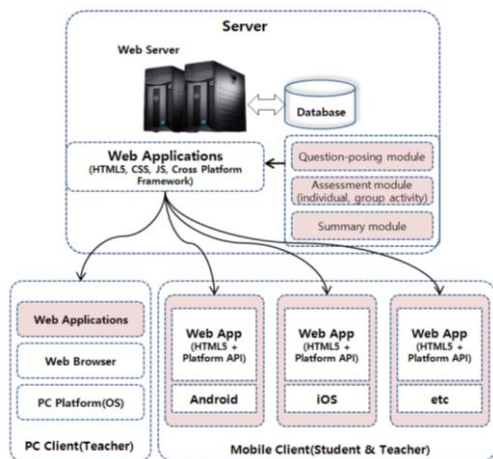 Server
Web Server
Database
Web Applications
(HTML5, CSS, JS, Cross Platform
Framework)
Question-posing module
Assessment module
(individual, group activity)
Summary module
Web Applications
Web Browser
PC Platform(OS)
PC Client(Teacher)
Web App
(HTML5 +
Platform API)
Android
Web App
(HTML5 +
Platform API)
iOS
Web App
(HTML5 +
Platform API)
etc
Mobile Client(Student & Teacher)